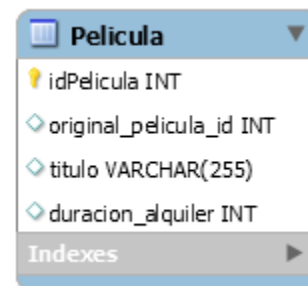 Pelicula
idPelicula INT
original_pelicula_id INT
titulo VARCHAR(255)
duracion_alquiler INT
Indexes